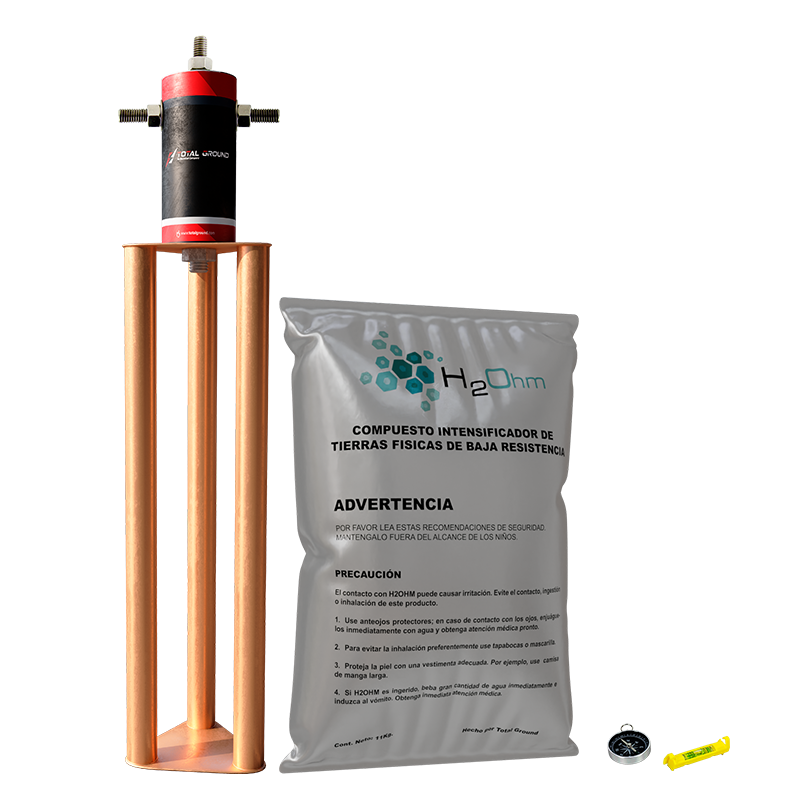 TOTAL GROUND
H2Ohm
COMPUESTO INTENSIFICADOR DE
TIERRAS FISICAS DE BAJA RESISTENCIA
ADVERTENCIA
POR FAVOR LEA ESTAS RECOMENDACIONES DE SEGURIDAD.
MANTENGALO FUERA DEL ALCANCE DE LOS NIÑOS.
PRECAUCIÓN
El contacto con H2OHM puede causar irritación. Evite el contacto, ingestión
o inhalación de este producto.
1. Use anteojos protectores; en caso de contacto con los ojos, enjuágue-
los inmediatamente con agua y obtenga atención médica pronto.
2. Para evitar la inhalación preferentemente use tapabocas o mascarilla.
3. Proteja la piel con una vestimenta adecuada. Por ejemplo, use camisa
de manga larga.
4. Si H2OHM es ingerido, beba gran cantidad de agua inmediatamente e
induzca al vómito. Obtenga inmediata atención médica.
Cont. Neto: 11Kg.
Hecho por Total Ground